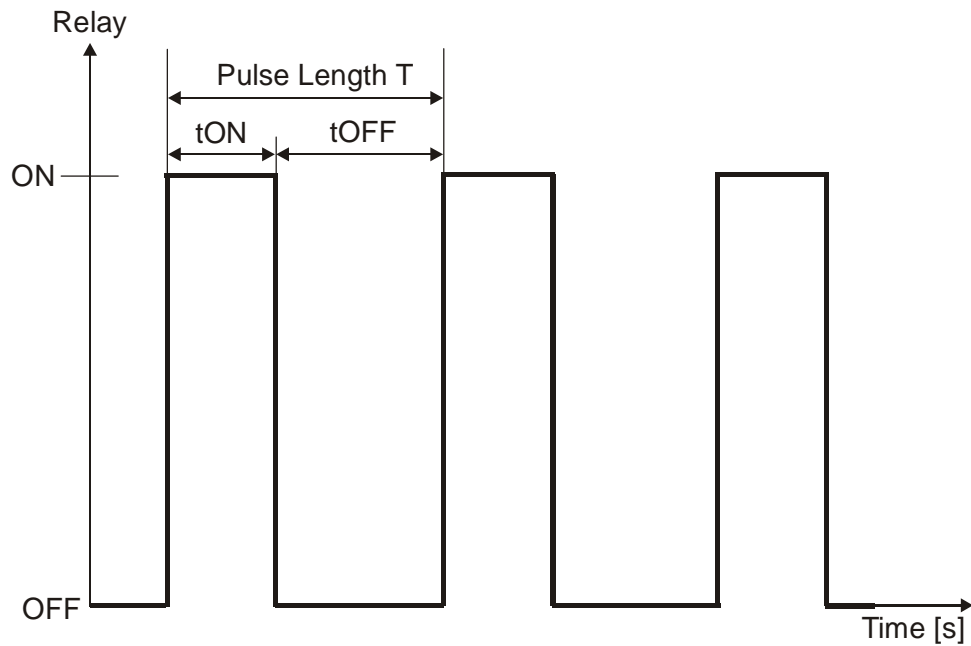 Relay
Pulse Length T
tON tOFF
ON
OFF
Time [s]